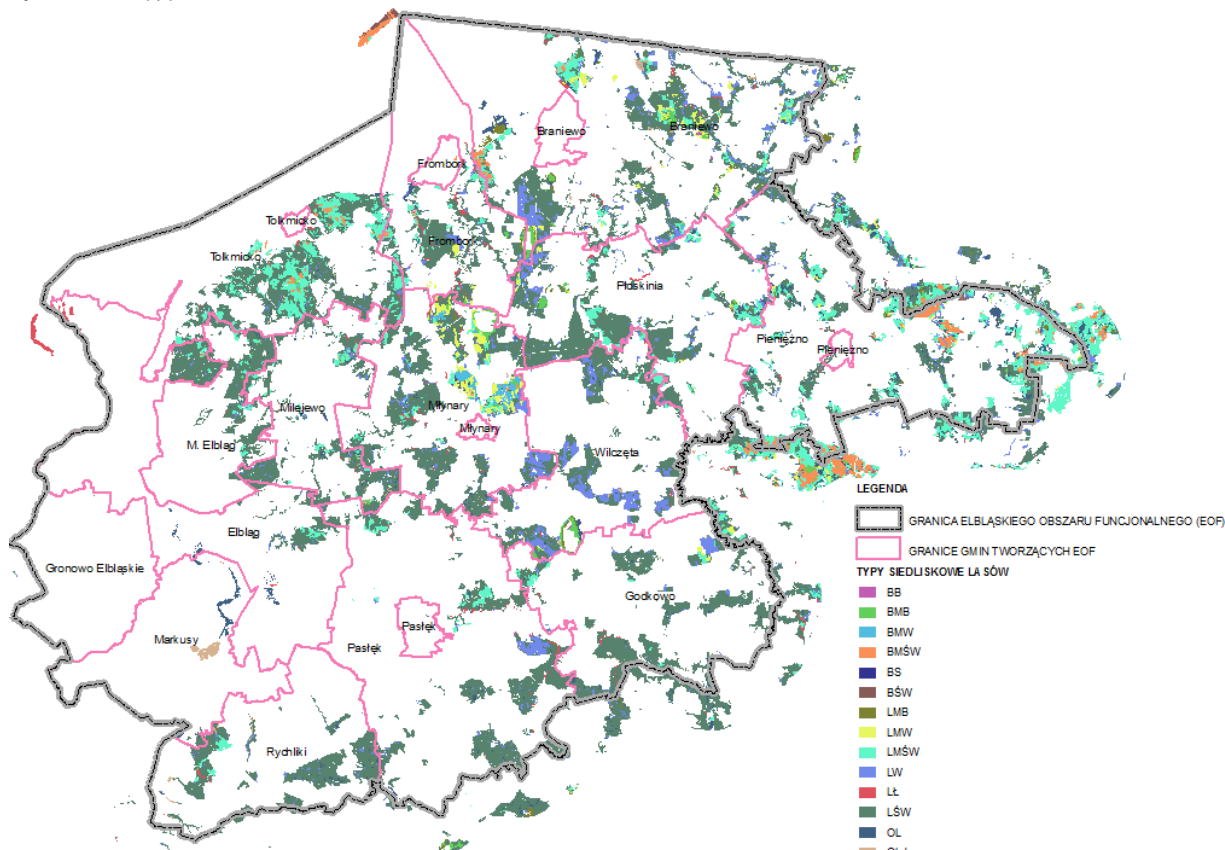 Braniewo
Braniewo
Frombork
Tolkmicko
Frombork
Tolkmicko
Płoskinia
Pieniężno
Pieniężno
Młynary
Milejewo
Młynary
M. Elbląg
Wilczęta
Elbląg
Gronowo Elbląskie
Godkowo
Markusy
Pasłęk
Pasłęk
Rychliki
LEGENDA
GRANICA ELBLĄSKIEGO OBSZARU FUNCJONALNEGO (EOF)
GRANICE GMIN TWORZĄCYCH EOF
TYPY SIEDLISKOWE LASÓW
BB
BMB
BMW
BMŚW
BS
BŚW
LMB
LMW
LMŚW
LW
LŁ
LŚW
OL